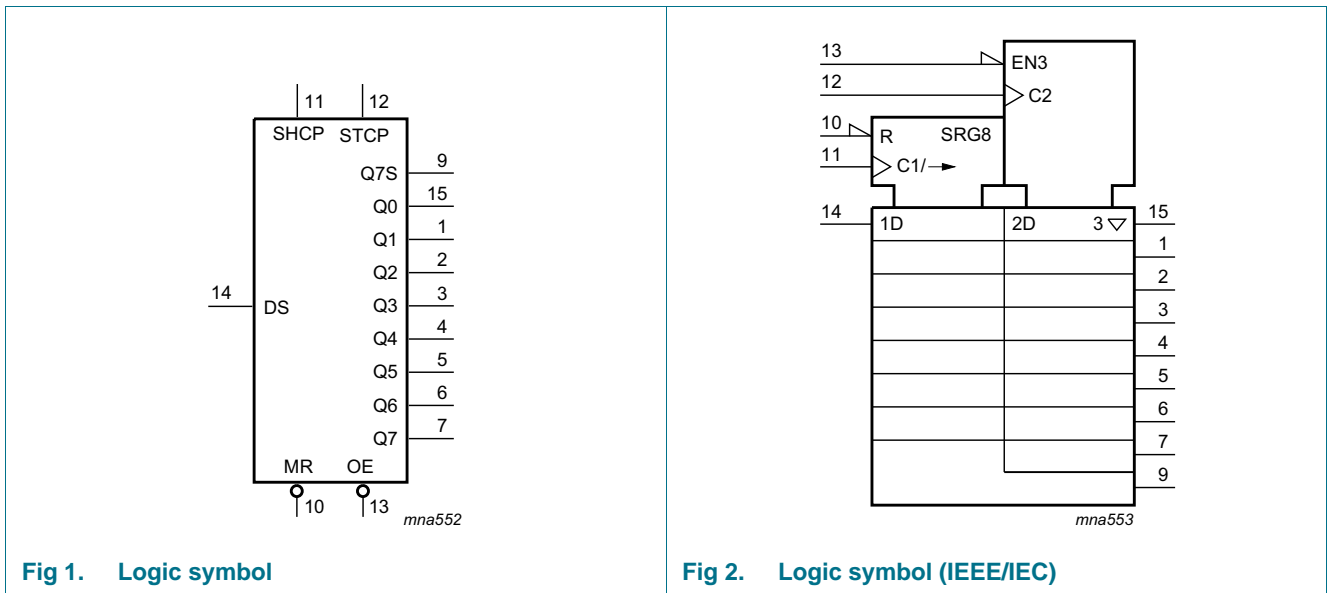 11 12
SHCP STCP
Q7S 9
Q0 15
Q1 1
Q2 2
14 DS Q3 3
Q4 4
Q5 5
Q6 6
Q7 7
MR OE
10 13
mna552
Fig 1. Logic symbol
13 EN3
12 C2
10 R SRG8
11 C1/→
14 1D 2D 3 ▽ 15
1
2
3
4
5
6
7
9
mna553
Fig 2. Logic symbol (IEEE/IEC)